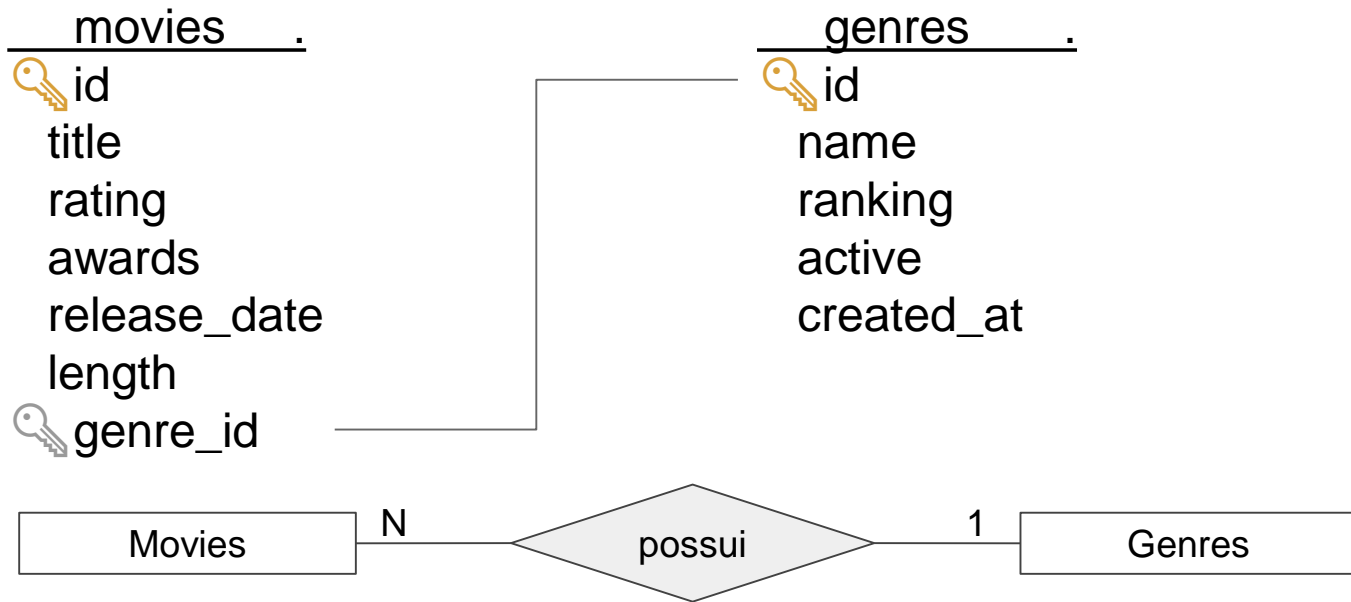 movies .
id
title
rating
awards
release_date
length
genre_id
genres .
id
name
ranking
active
created_at
Movies
N
possui
1
Genres